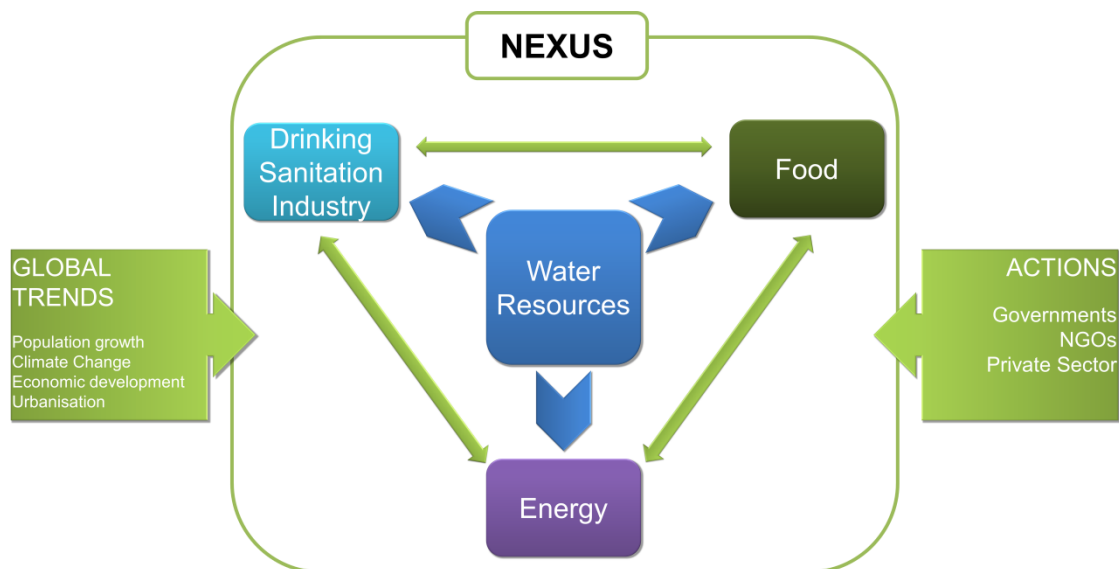 NEXUS
Drinking
Sanitation
Industry
Food
Water
Resources
Energy
GLOBAL
TRENDS
Population growth
Climate Change
Economic development
Urbanisation
ACTIONS
Governments
NGOs
Private Sector